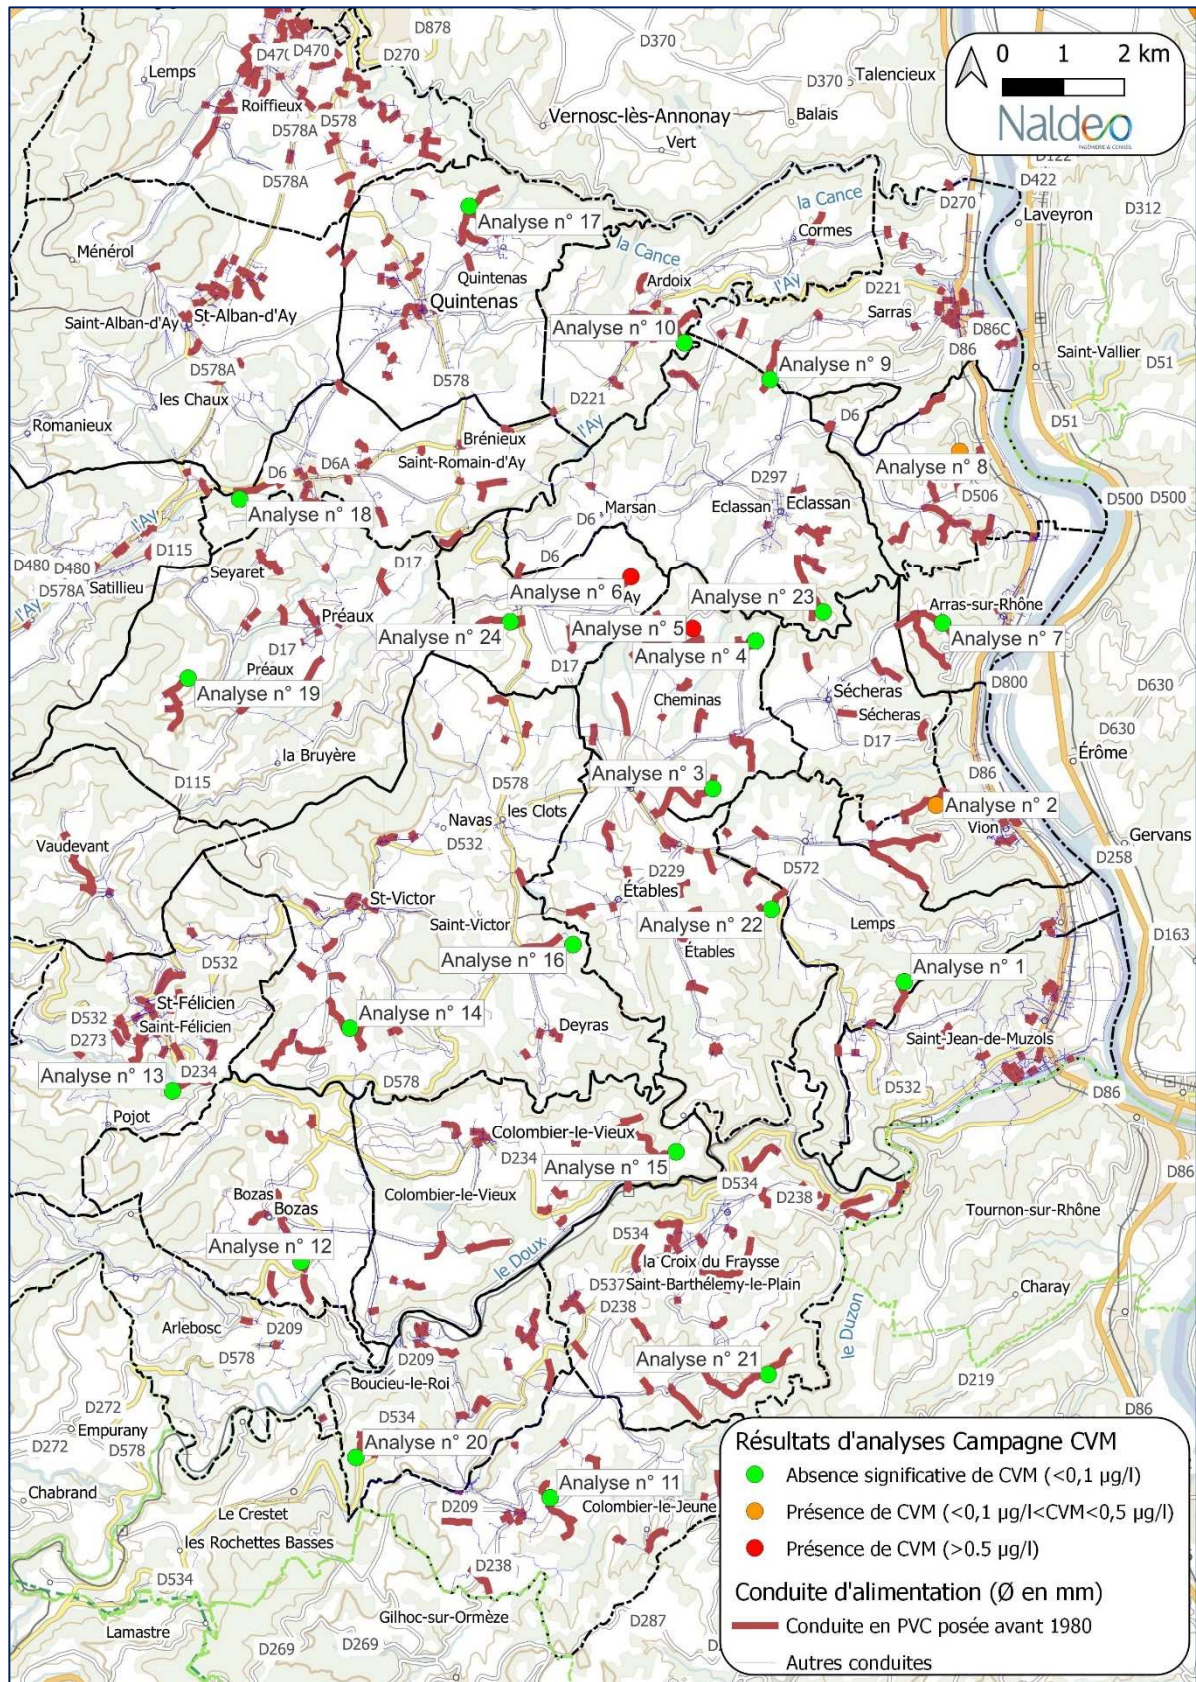 D878
D370
D470
D470
D270
0 1 2 km
Lemps
D370
Talencieux
Roiffieux
D578
Vernosc-lès-Annonay
Balais
Naldeo
INGÉNIERIE & CONSEIL
D578A
Vert
D122
D578A
D422
la Cance
D270
Laveyron
D312
Analyse n° 17
Cormes
Ménérol
la Cance
Quintenas
Ardoix
l'Ay
D221
St-Alban-d'Ay
Quintenas
Sarras
Saint-Alban-d'Ay
Analyse n° 10
D86C
D86
Saint-Vallier
D51
D578A
Analyse n° 9
D578
les Chaux
D221
D6
Romanieux
l'Ay
D51
Brénieux
D6
D6A
Saint-Romain-d'Ay
Analyse n° 8
D297
D506
D500
D500
Analyse n° 18
Marsan
Eclassan
Eclassan
l'Ay
D6
D115
D6
D480
D480
D17
D578A
Satillieu
Seyaret
Analyse n° 6
Ay
Analyse n° 23
Arras-sur-Rhône
l'Ay
Préaux
Analyse n° 24
Analyse n° 5
Analyse n° 7
D17
Analyse n° 4
D17
Préaux
D800
D630
Analyse n° 19
Cheminas
Sécheras
Sécheras
D630
la Bruyère
D17
Érôme
D115
D578
Analyse n° 3
D86
les Clots
Analyse n° 2
Navas
Vion
Vaudevant
D532
Gervans
D229
D572
D258
Étables
St-Victor
Saint-Victor
Analyse n° 22
Lemps
D163
D532
Analyse n° 16
Étables
Analyse n° 1
St-Félicien
D532
Analyse n° 14
Saint-Félicien
Deyras
D273
Saint-Jean-de-Muzols
D234
Analyse n° 13
D578
D532
D86
Pojot
Colombier-le-Vieux
D234
Analyse n° 15
D86
D534
Bozas
Colombier-le-Vieux
D238
Bozas
Tournon-sur-Rhône
Analyse n° 12
D534
la Croix du Fraysse
le Doux
D537
Saint-Barthélemy-le-Plain
Charay
D238
Arlebosc
D209
le Duzon
D578
D209
Analyse n° 21
Boucieu-le-Roi
D219
D272
D86
Empurany
D534
D272
D578
Analyse n° 20
Résultats d'analyses Campagne CVM
Absence significative de CVM (<0,1 µg/l)
Chabrand
Analyse n° 11
D209
Colombier-le-Jeune
Le Crestet
Présence de CVM (<0,1 µg/l<CVM<0,5 µg/l)
les Rochettes Basses
Présence de CVM (>0.5 µg/l)
D238
D534
Conduite d'alimentation (Ø en mm)
Gilhoc-sur-Ormèze
D287
Conduite en PVC posée avant 1980
Lamastre
D269
D269
Autres conduites